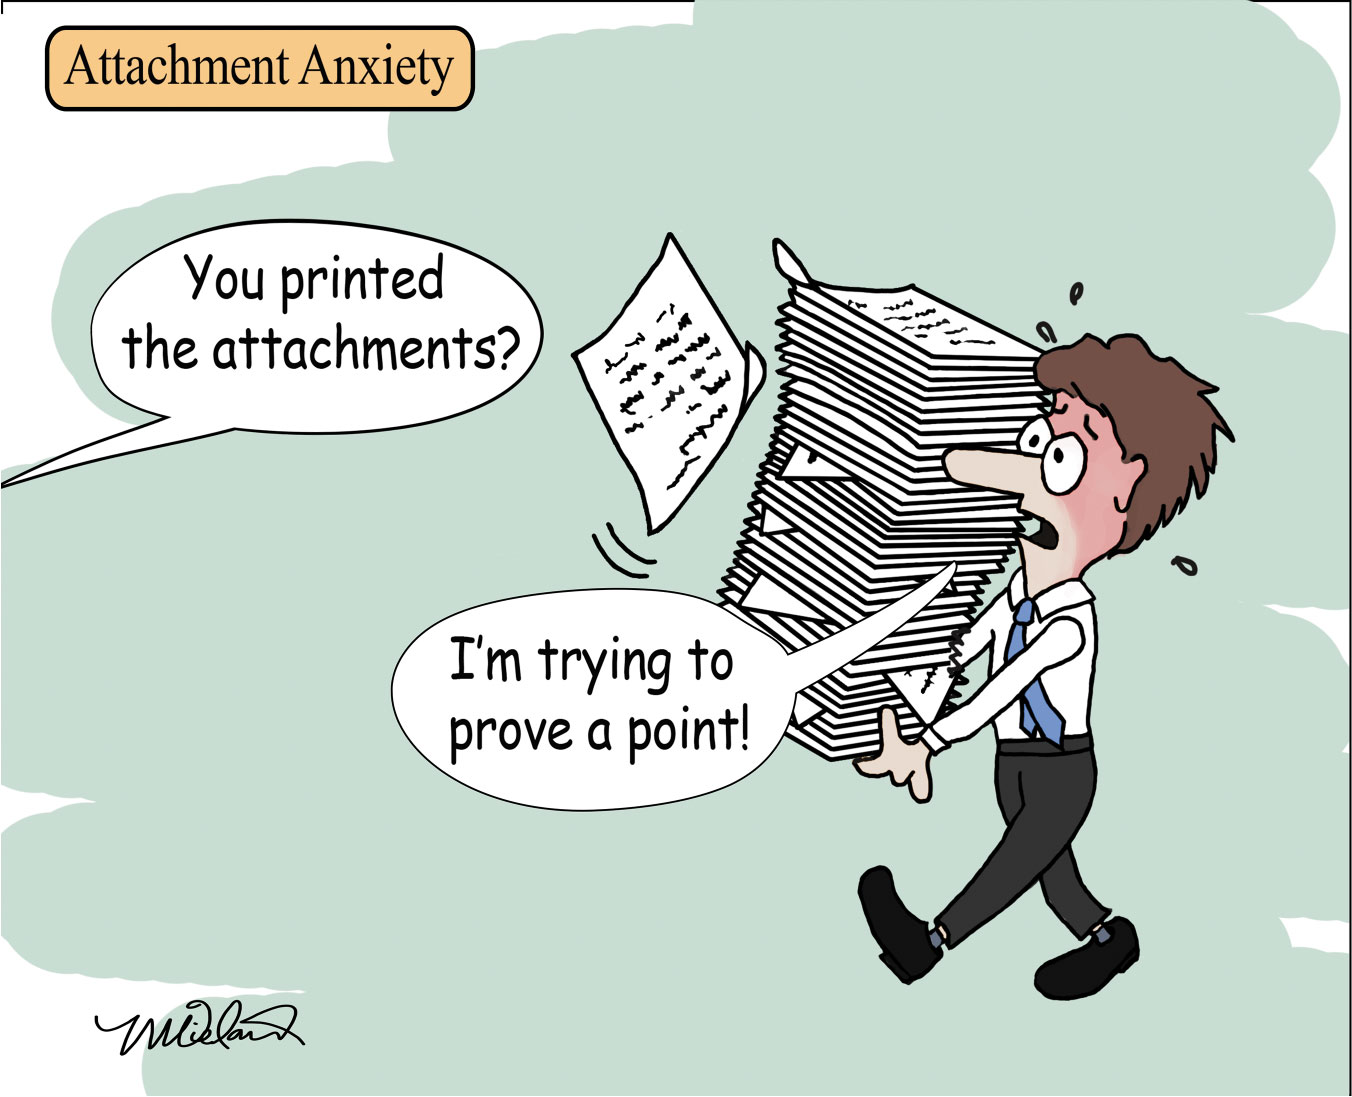 Attachment Anxiety
You printed
the attachments?
I'm trying to
prove a point!